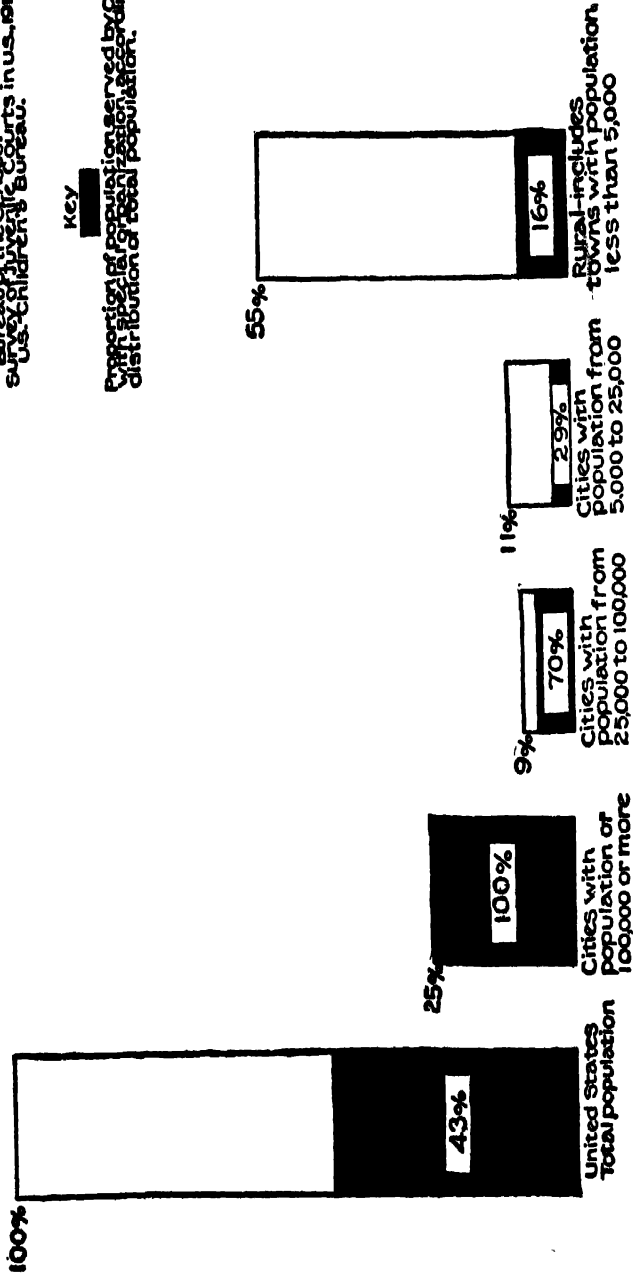 survey of Juvenile Courts in U.S., 191
U.S. Children's Bureau.
Key
Proportion of population served by C
with special organization, accordi
distribution of total population.
100%
43%
United States
Total population
25%
100%
Cities with
population of
100,000 or more
9%
70%
Cities with
population from
25,000 to 100,000
11%
29%
Cities with
population from
5,000 to 25,000
55%
16%
Rural-includes
towns with population
less than 5,000